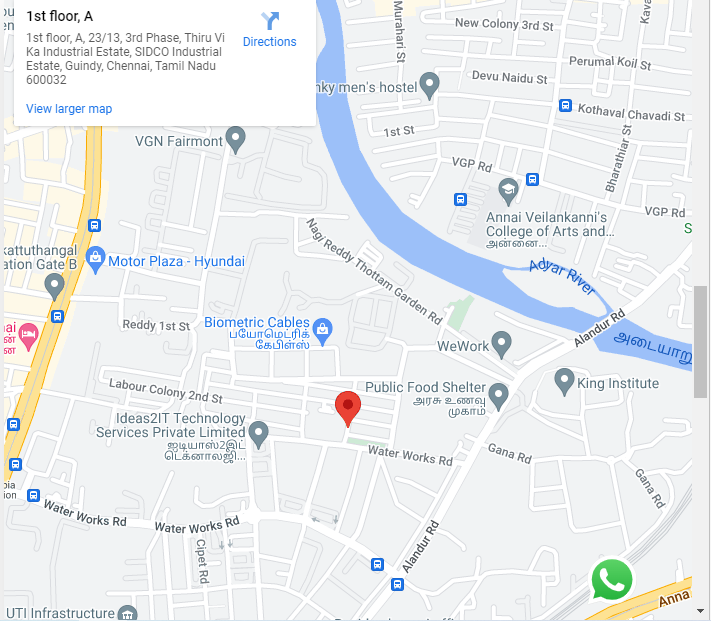 1st floor, A
1st floor, A, 23/13, 3rd Phase, Thiru Vi
Ka Industrial Estate, SIDCO Industrial
Estate, Guindy, Chennai, Tamil Nadu
600032
Directions
View larger map
Murahari St
New Colony 3rd St
Perumal Koil St
Devu Naidu St
nky men's hostel
Kothaval Chavadi St
1st St
Bharathiar St
VGN Fairmont
VGP Rd
Annai Veilankanni's
College of Arts and...
அன்னை...
VGP Rd
S
Nagi Reddy Thottam Garden Rd
kattuthangal
ation Gate B
Motor Plaza - Hyundai
Adyar River
அடையாறு
Alandur Rd
Reddy 1st St
Biometric Cables
பயோமெட்ரிக்
கேபிள்ஸ்
WeWork
Labour Colony 2nd St
Public Food Shelter
அரசு உணவு
முகாம்
King Institute
Ideas2IT Technology
Services Private Limited
ஐடியாஸ்2இட்
டெக்னாலஜி...
Water Works Rd
Gana Rd
Gana Rd
Water Works Rd
Water Works Rd
Alandur Rd
Cipet Rd
UTI Infrastructure
Anna